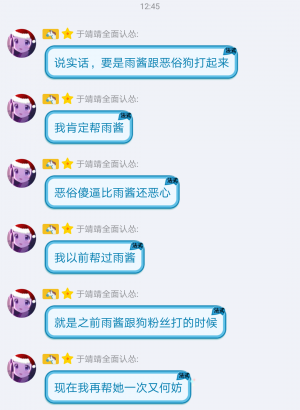 12:45
于靖靖全面认怂:
说实话，要是雨酱跟恶俗狗打起来
于靖靖全面认怂:
我肯定帮雨酱
于靖靖全面认怂:
恶俗傻逼比雨酱还恶心
于靖靖全面认怂:
我以前帮过雨酱
于靖靖全面认怂:
就是之前雨酱跟狗粉丝打的时候
于靖靖全面认怂:
现在我再帮她一次又何妨